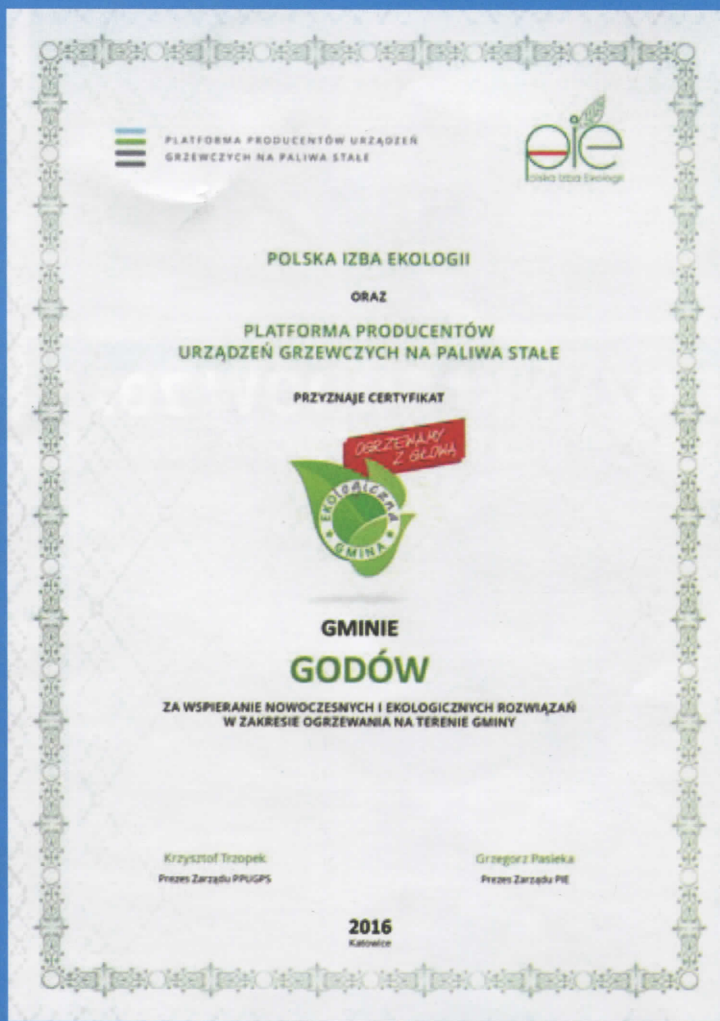 PLATFORMA PRODUCENTÓW URZĄDZEŃ
GRZEWCZYCH NA PALIWA STAŁE
pie
Polska Izba Ekologii
POLSKA IZBA EKOLOGII
ORAZ
PLATFORMA PRODUCENTÓW
URZĄDZEŃ GRZEWCZYCH NA PALIWA STAŁE
PRZYZNAJE CERTYFIKAT
OGRZEWAMY
Z GŁOWĄ
EKOLOGICZNA
GMINA
GMINIE
GODÓW
ZA WSPIERANIE NOWOCZESNYCH I EKOLOGICZNYCH ROZWIĄZAŃ
W ZAKRESIE OGRZEWANIA NA TERENIE GMINY
Krzysztof Trzopek
Prezes Zarządu PPUGPS
Grzegorz Pasieka
Prezes Zarządu PIE
2016
Katowice